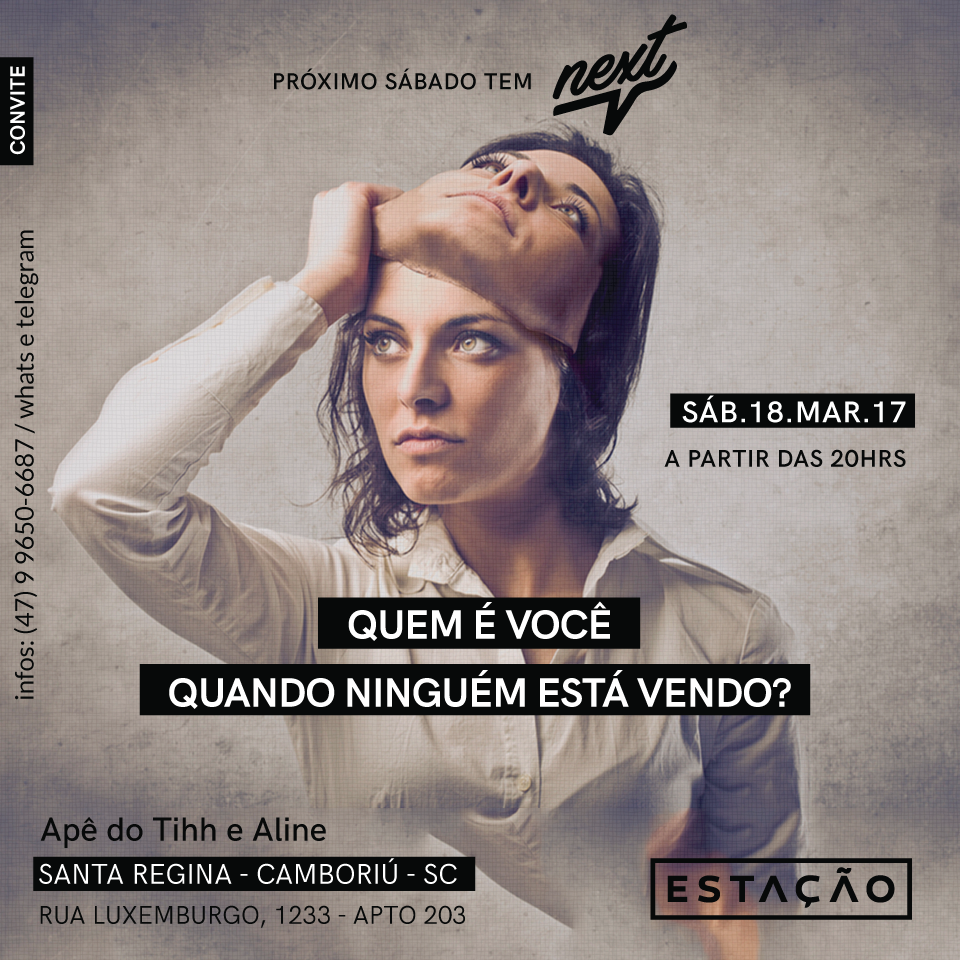 CONVITE
PRÓXIMO SÁBADO TEM next
infos: (47) 9 9650-6687 / whats e telegram
SÁB.18.MAR.17
A PARTIR DAS 20HRS
QUEM É VOCÊ
QUANDO NINGUÉM ESTÁ VENDO?
Apê do Tihh e Aline
SANTA REGINA - CAMBORIÚ - SC
RUA LUXEMBURGO, 1233 - APTO 203
ESTAÇÃO